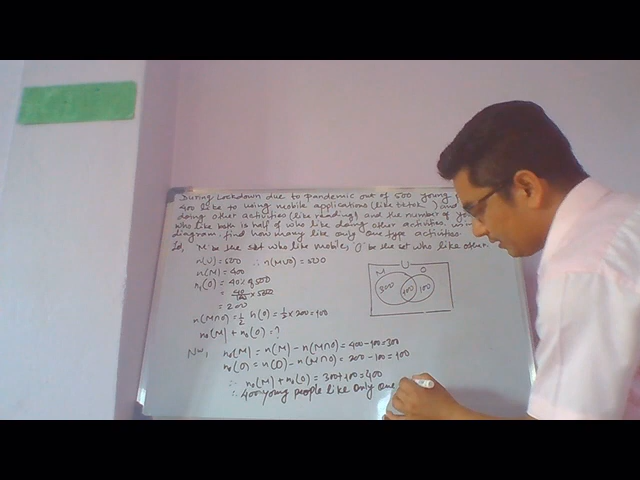 During Lockdown due to pandemic out of 500 young
400 like to using mobile applications (like tiktok ) and
doing other activities (like reading) and the number of
who like both is half of who like doing other activities.
diagram, find how many like only one type activities
M be the set who like mobile, O be the set who like other.
n(U) = 500 ∴ n(MUO) = 500
n(M) = 400
n(O) = 40% of 500
= 40/100 × 500
= 200
n(M∩O) = 1/2 n(O) = 1/2 × 200 = 100
n₀(M) + n₀(O) = ?
U
M O
300 100 100
Now, n₀(M) = n(M) - n(M∩O) = 400 - 100 = 300
n₀(O) = n(O) - n(M∩O) = 200 - 100 = 100
∴ n₀(M) + n₀(O) = 300 + 100 = 400
∴ 400 young people like only one